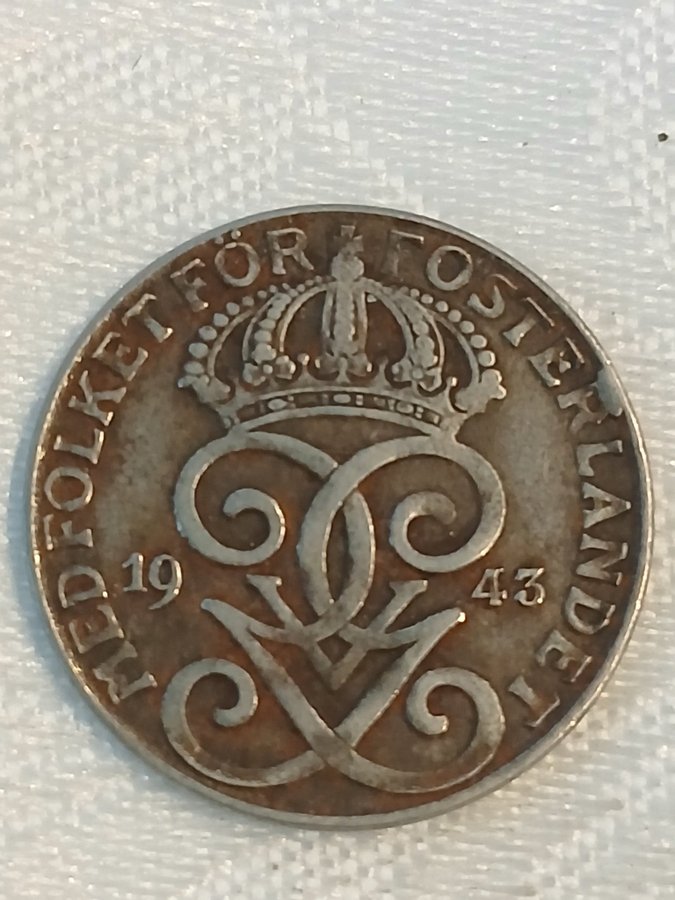 MED FOLKET FÖR FOSTERLANDET
19 43